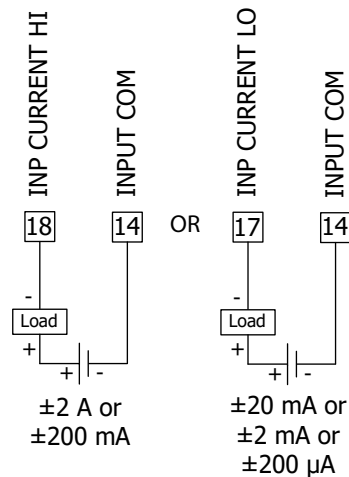 INP CURRENT HI
INPUT COM
INP CURRENT LO
INPUT COM
18
14
OR
17
14
-
Load
+
+ -
±2 A or
±200 mA
-
Load
+
+ -
±20 mA or
±2 mA or
±200 µA